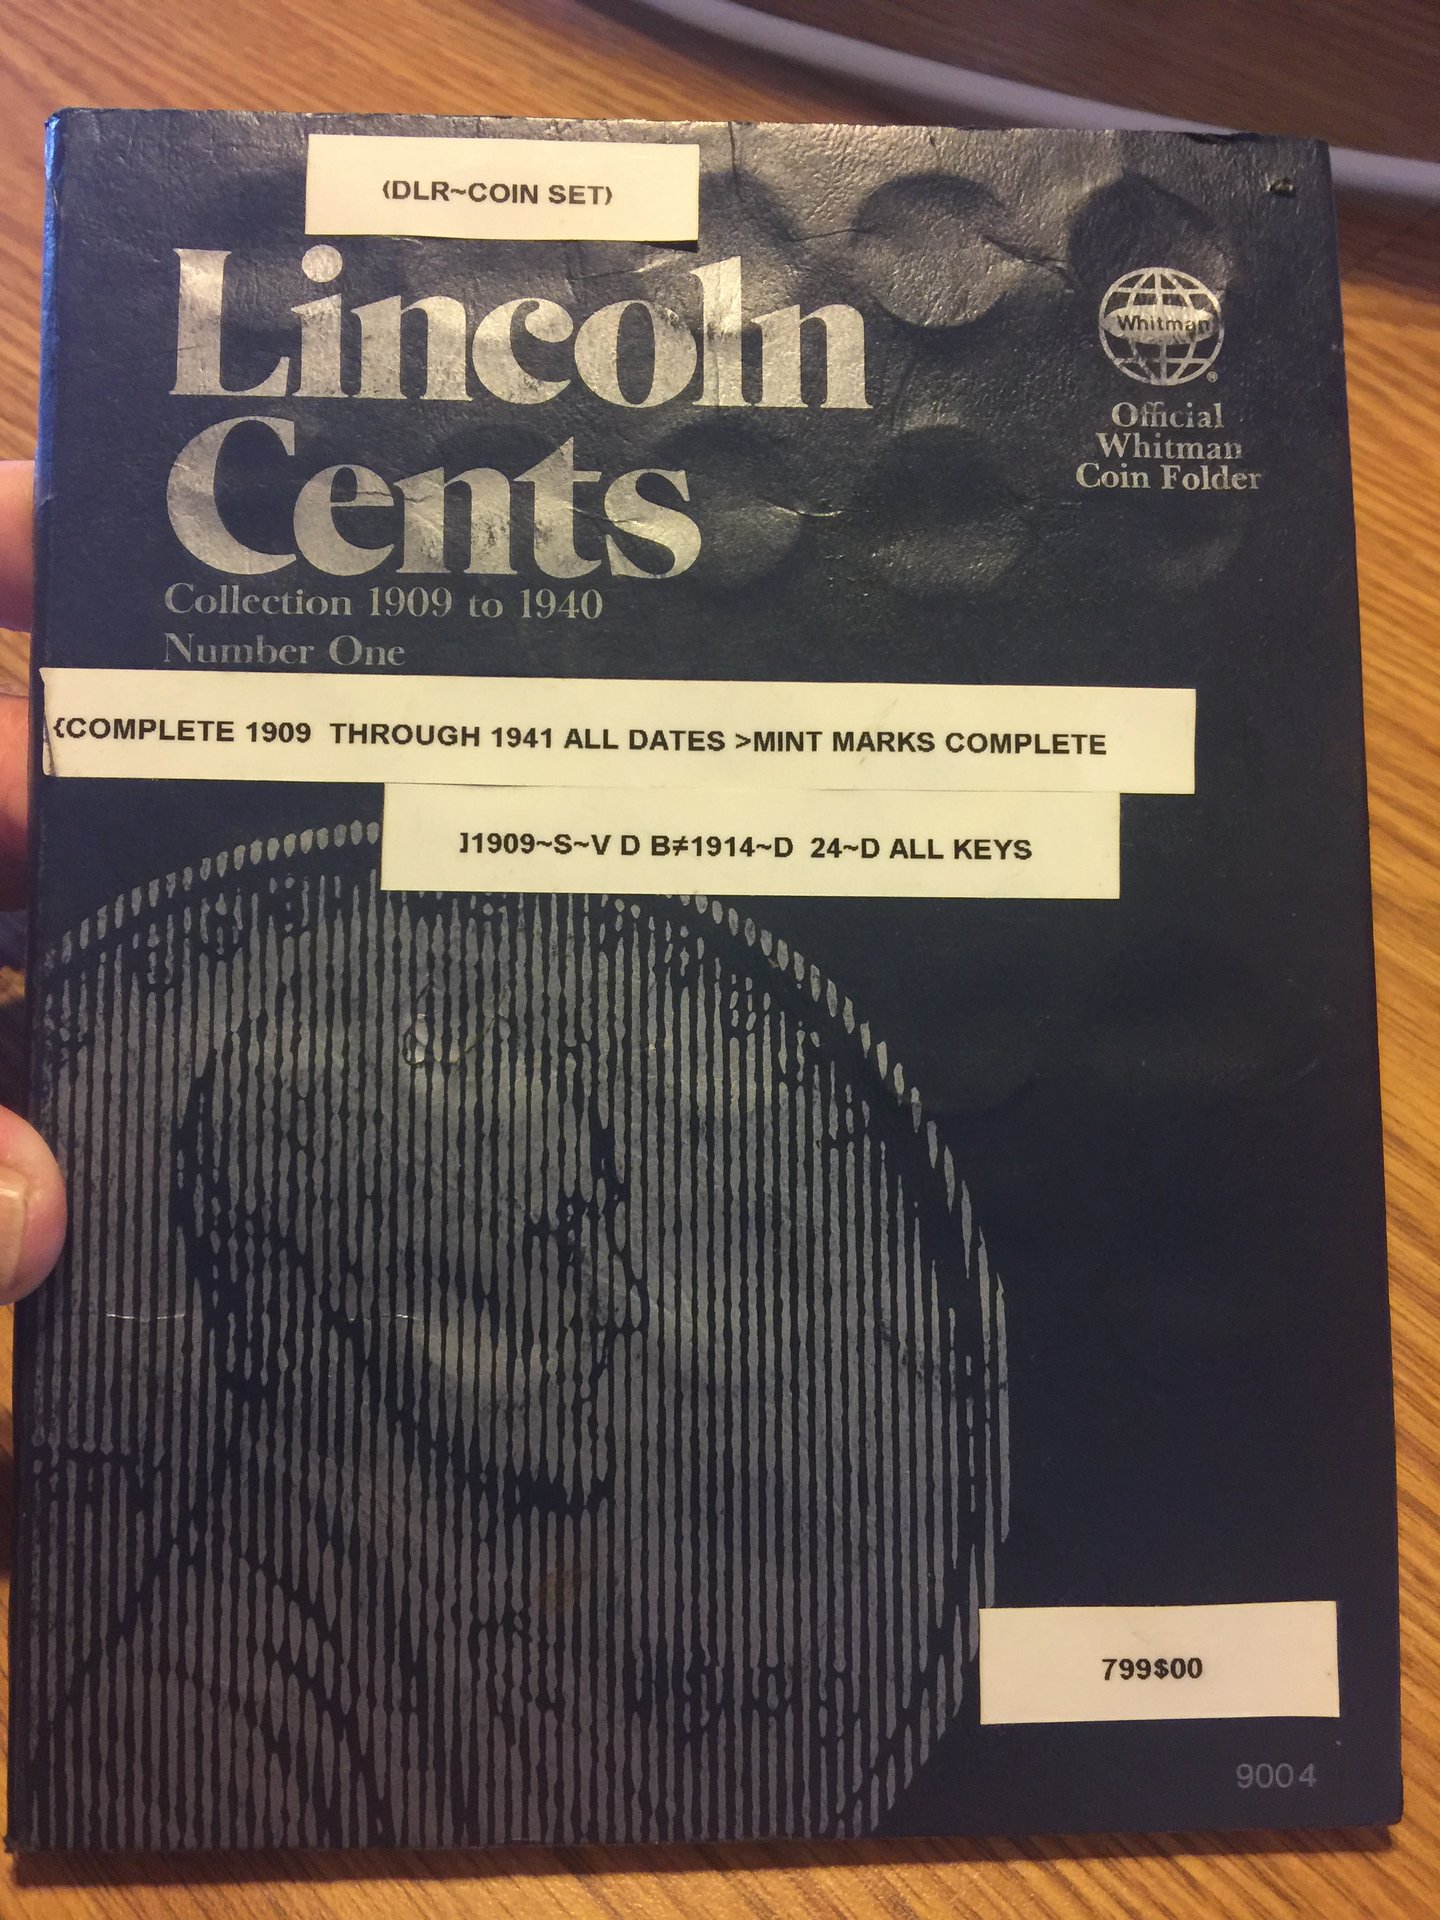 (DLR~COIN SET)
Lincoln
Cents
Collection 1909 to 1940
Number One
Whitman
®
Official
Whitman
Coin Folder
{COMPLETE 1909 THROUGH 1941 ALL DATES >MINT MARKS COMPLETE
]1909~S~V D B≠1914~D 24~D ALL KEYS
799$00
9004